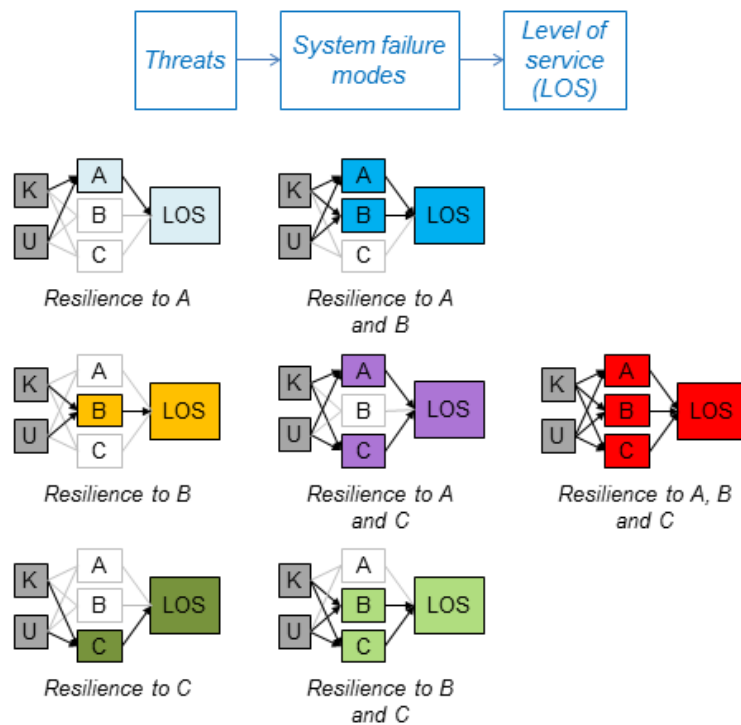 Threats
System failure
modes
Level of
service
(LOS)
K
U
A
B
C
LOS
Resilience to A
K
U
A
B
C
LOS
Resilience to A
and B
K
U
A
B
C
LOS
Resilience to B
K
U
A
B
C
LOS
Resilience to A
and C
K
U
A
B
C
LOS
Resilience to A, B
and C
K
U
A
B
C
LOS
Resilience to C
K
U
A
B
C
LOS
Resilience to B
and C